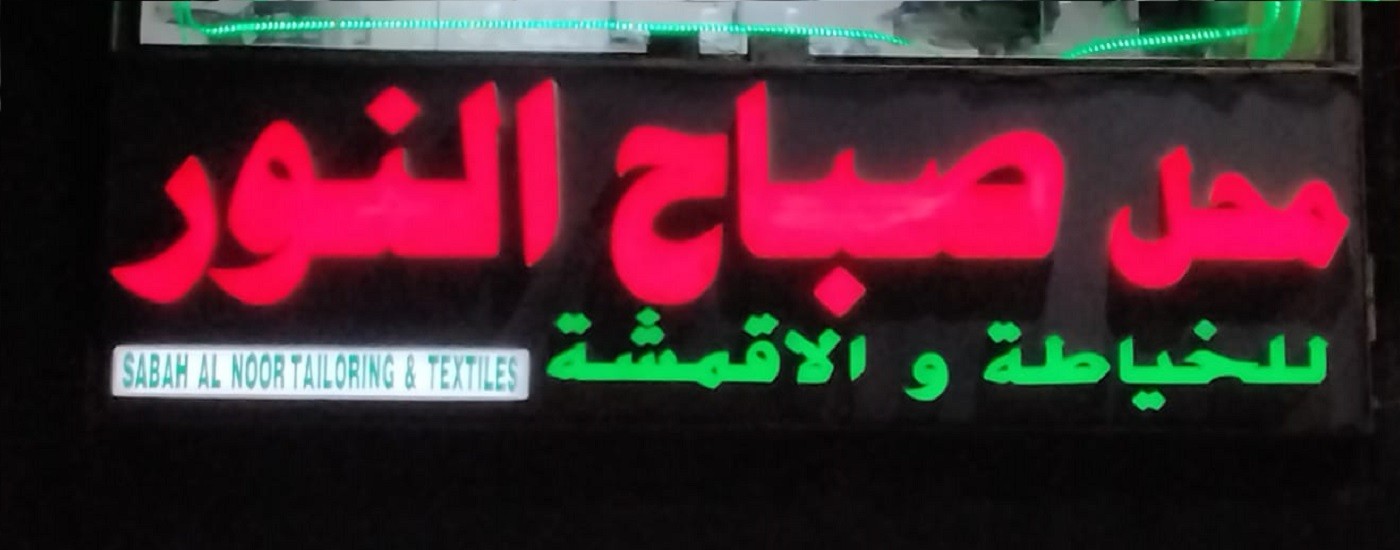 محل صباح النور
للخياطة و الاقمشة
SABAH AL NOOR TAILORING & TEXTILES